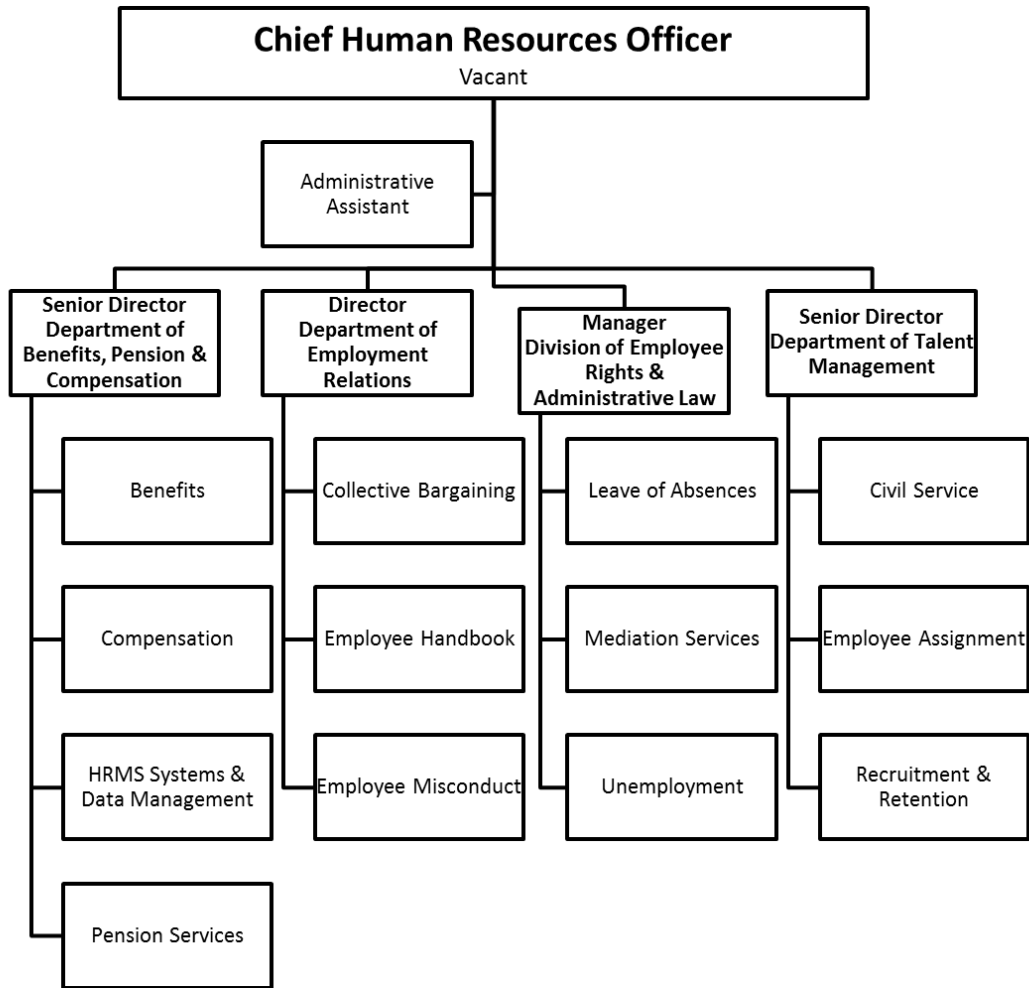 Chief Human Resources Officer
Vacant
Administrative
Assistant
Senior Director
Department of
Benefits, Pension &
Compensation
Director
Department of
Employment
Relations
Manager
Division of Employee
Rights &
Administrative Law
Senior Director
Department of Talent
Management
Benefits
Collective Bargaining
Leave of Absences
Civil Service
Compensation
Employee Handbook
Mediation Services
Employee Assignment
HRMS Systems &
Data Management
Employee Misconduct
Unemployment
Recruitment &
Retention
Pension Services